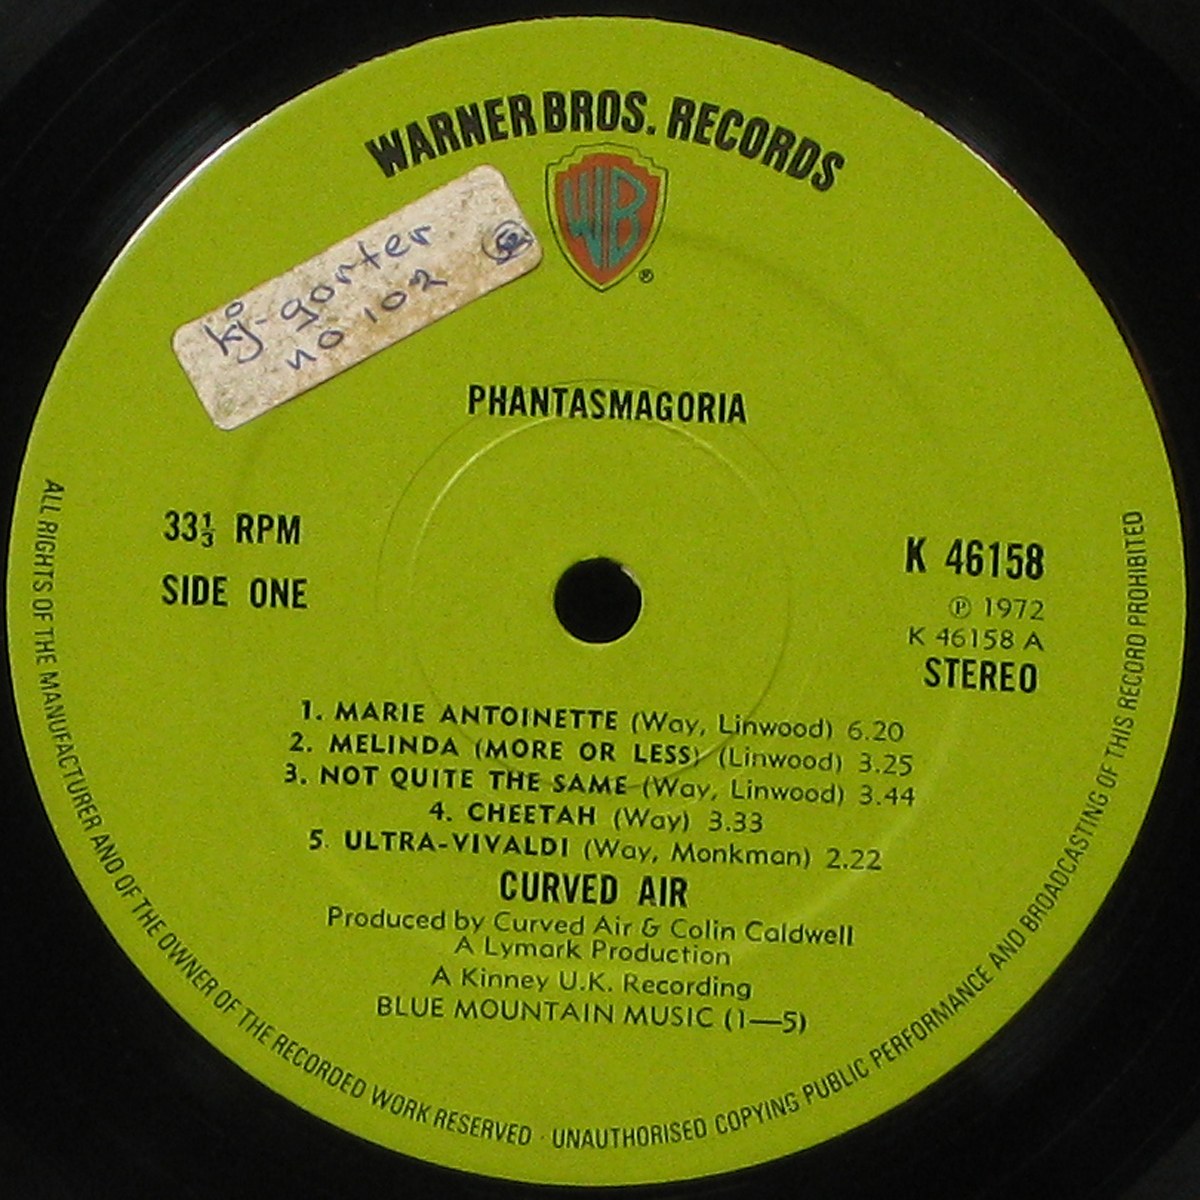 WARNER BROS. RECORDS
WB
®
kj-gorter
no 102
PHANTASMAGORIA
33⅓ RPM
SIDE ONE
K 46158
℗ 1972
K 46158 A
STEREO
1. MARIE ANTOINETTE (Way, Linwood) 6.20
2. MELINDA (MORE OR LESS) (Linwood) 3.25
3. NOT QUITE THE SAME (Way, Linwood) 3.44
4. CHEETAH (Way) 3.33
5. ULTRA-VIVALDI (Way, Monkman) 2.22
CURVED AIR
Produced by Curved Air & Colin Caldwell
A Lymark Production
A Kinney U.K. Recording
BLUE MOUNTAIN MUSIC (1—5)
ALL RIGHTS OF THE MANUFACTURER AND OF THE OWNER OF THE RECORDED WORK RESERVED · UNAUTHORISED COPYING PUBLIC PERFORMANCE AND BROADCASTING OF THIS RECORD PROHIBITED